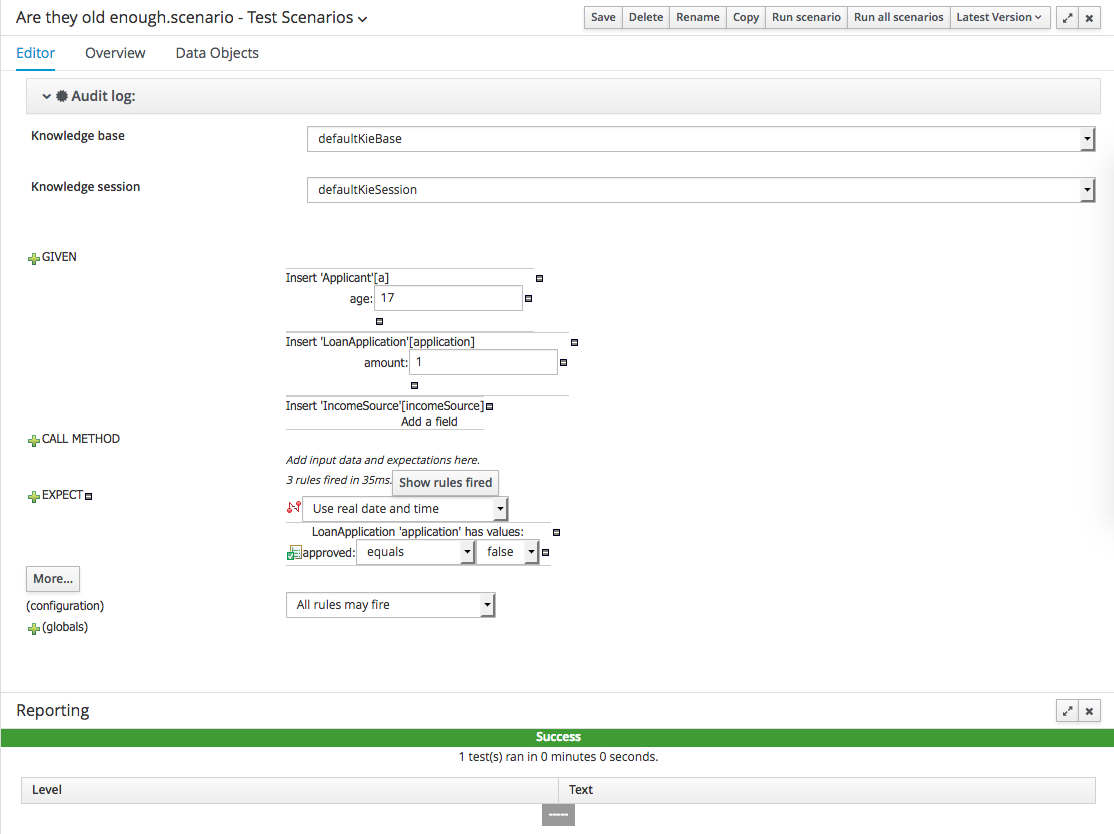 Are they old enough.scenario - Test Scenarios
Save Delete Rename Copy Run scenario Run all scenarios Latest Version
Editor Overview Data Objects
Audit log:
Knowledge base defaultKieBase
Knowledge session defaultKieSession
GIVEN
Insert 'Applicant'[a]
age: 17
Insert 'LoanApplication'[application]
amount: 1
Insert 'IncomeSource'[incomeSource]
Add a field
CALL METHOD
Add input data and expectations here.
3 rules fired in 35ms. Show rules fired
EXPECT
Use real date and time
LoanApplication 'application' has values:
approved: equals false
More...
(configuration) All rules may fire
(globals)
Reporting
Success
1 test(s) ran in 0 minutes 0 seconds.
Level Text